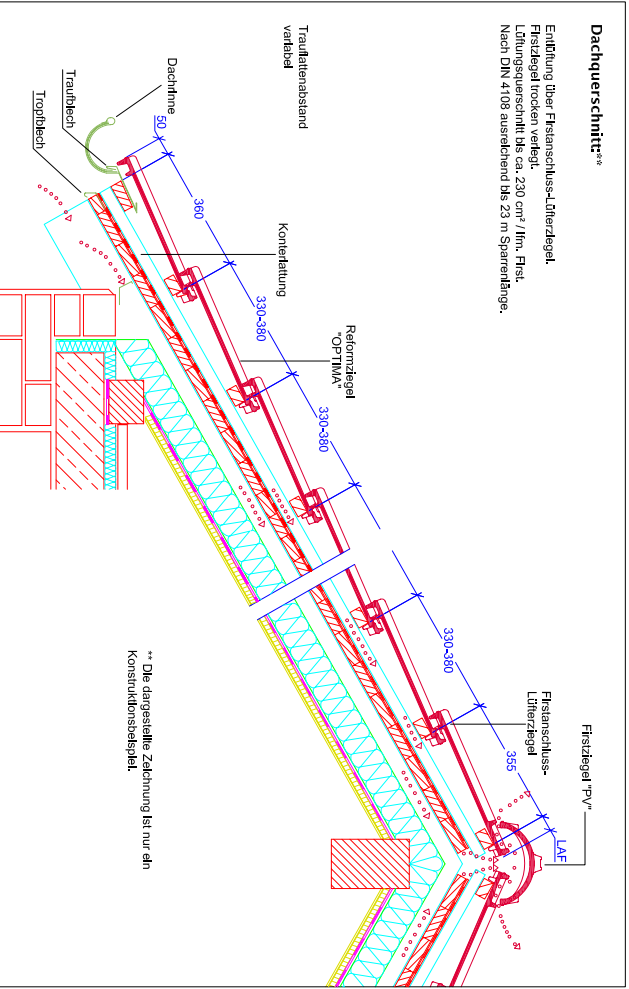 Dachquerschnitt:**
Entlüftung über Firstanschluss-Lüfterziegel.
Firstziegel trocken verlegt.
Lüftungsquerschnitt bis ca. 230 cm² / lfm. First.
Nach DIN 4108 ausreichend bis 23 m Sparrenlänge.
Trauflattenabstand
variabel
Dachrinne
Traufblech
Tropfblech
50
360
Konterlattung
330-380
Reformziegel
"OPTIMA"
330-380
330-380
Firstanschluss-
Lüfterziegel
355
LAF
Firstziegel "PV"
** Die dargestellte Zeichnung ist nur ein
Konstruktionsbeispiel.